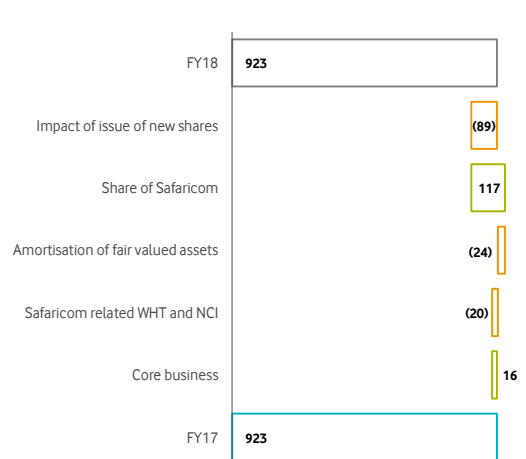 FY18 923
Impact of issue of new shares (89)
Share of Safaricom 117
Amortisation of fair valued assets (24)
Safaricom related WHT and NCI (20)
Core business 16
FY17 923